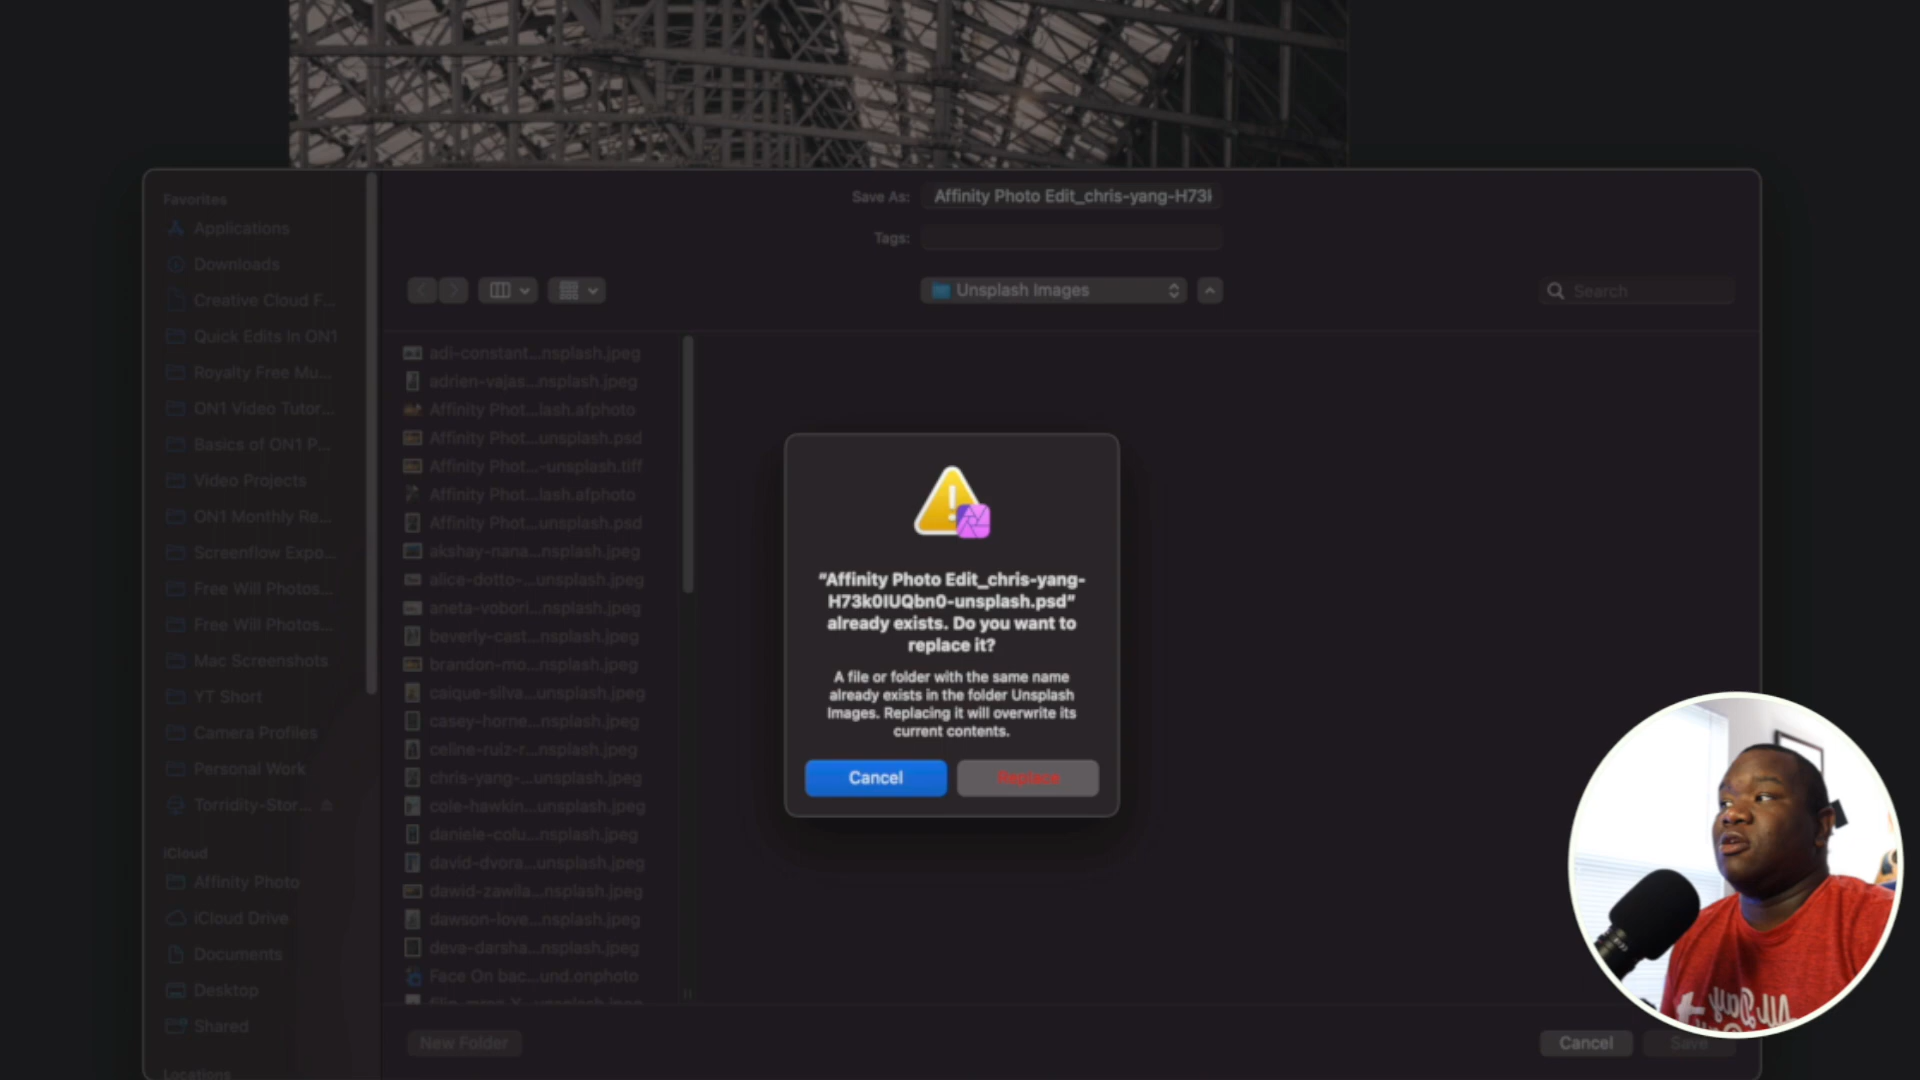 Favorites
Applications
Downloads
Creative Cloud F...
Quick Edits In ON1
Royalty Free Mu...
ON1 Video Tutor...
Basics of ON1 P...
Video Projects
ON1 Monthly Re...
Screenflow Expo...
Free Will Photos...
Free Will Photos...
Mac Screenshots
YT Short
Camera Profiles
Personal Work
Torridity-Stor...
iCloud
Affinity Photo
iCloud Drive
Documents
Desktop
Shared
Locations
Save As: Affinity Photo Edit_chris-yang-H73k
Tags:
Unsplash Images
Search
adi-constant...nsplash.jpeg
adrien-vajas...nsplash.jpeg
Affinity Phot...lash.afphoto
Affinity Phot...unsplash.psd
Affinity Phot...-unsplash.tiff
Affinity Phot...lash.afphoto
Affinity Phot...unsplash.psd
akshay-nana...nsplash.jpeg
alice-dotto-...unsplash.jpeg
aneta-vobori...nsplash.jpeg
beverly-cast...nsplash.jpeg
brandon-mo...nsplash.jpeg
caique-silva...unsplash.jpeg
casey-horne...nsplash.jpeg
celine-ruiz-r...nsplash.jpeg
chris-yang-...unsplash.jpeg
cole-hawkin...unsplash.jpeg
daniele-colu...nsplash.jpeg
david-dvora...unsplash.jpeg
dawid-zawila...nsplash.jpeg
dawson-love...nsplash.jpeg
deva-darsha...nsplash.jpeg
Face On bac...und.onphoto
"Affinity Photo Edit_chris-yang-
H73k0IUQbn0-unsplash.psd"
already exists. Do you want to
replace it?
A file or folder with the same name
already exists in the folder Unsplash
Images. Replacing it will overwrite its
current contents.
Cancel
Replace
New Folder
Cancel
Save
All Day